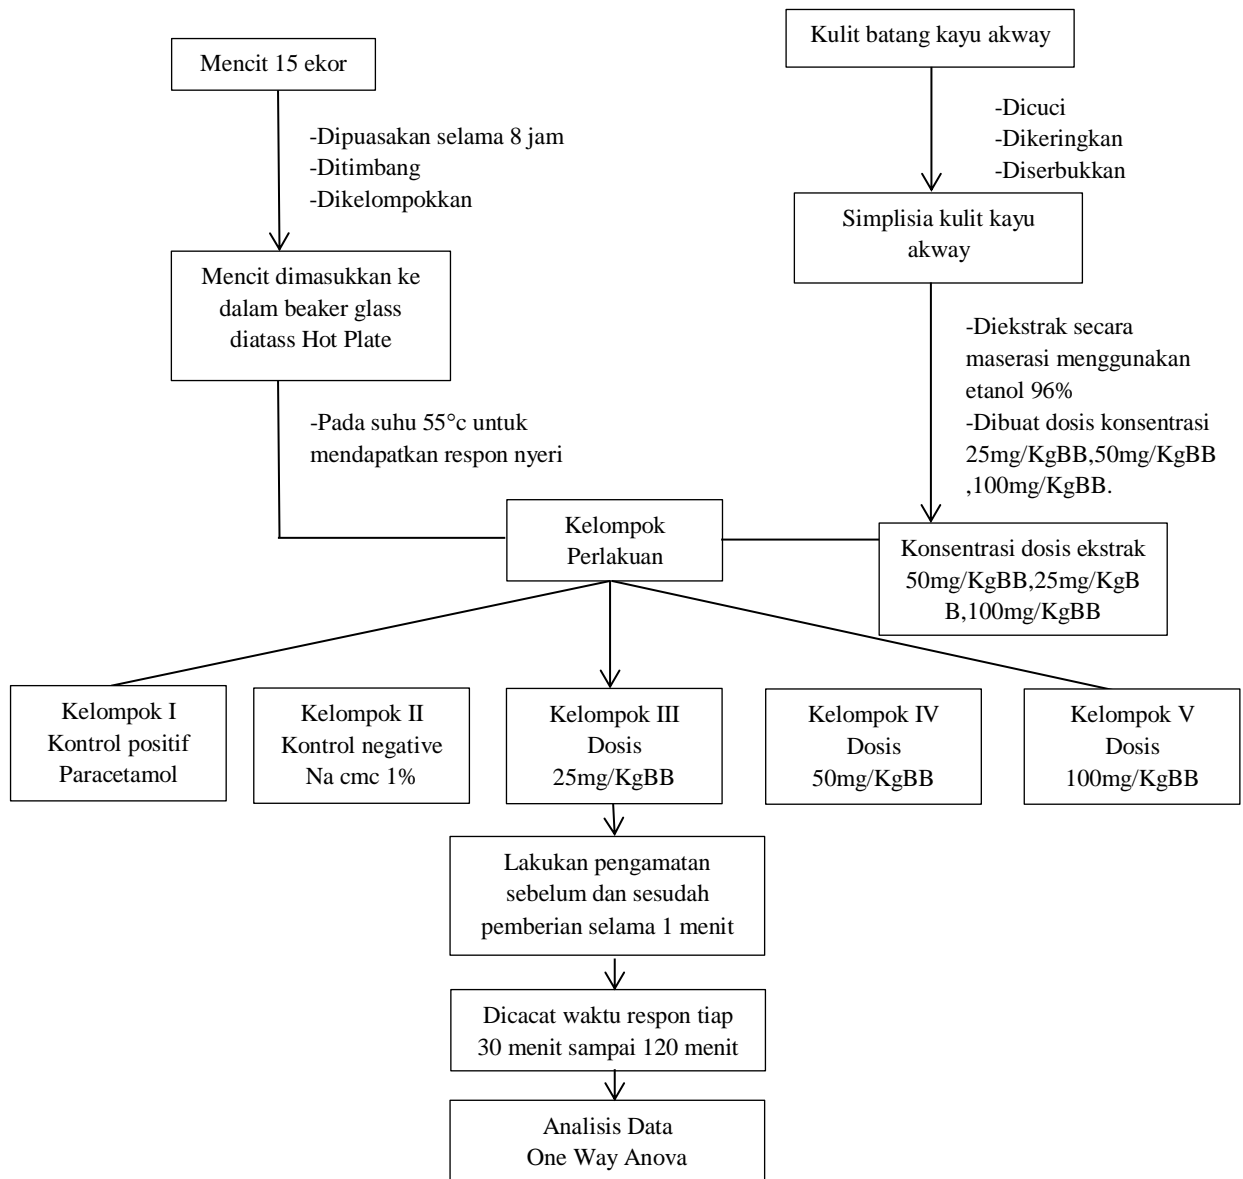 Mencit 15 ekor
-Dipuasakan selama 8 jam
-Ditimbang
-Dikelompokkan
Mencit dimasukkan ke
dalam beaker glass
diatass Hot Plate
-Pada suhu 55°c untuk
mendapatkan respon nyeri
Kulit batang kayu akway
-Dicuci
-Dikeringkan
-Diserbukkan
Simplisia kulit kayu
akway
-Diekstrak secara
maserasi menggunakan
etanol 96%
-Dibuat dosis konsentrasi
25mg/KgBB,50mg/KgBB
,100mg/KgBB.
Konsentrasi dosis ekstrak
50mg/KgBB,25mg/KgB
B,100mg/KgBB
Kelompok
Perlakuan
Kelompok I
Kontrol positif
Paracetamol
Kelompok II
Kontrol negative
Na cmc 1%
Kelompok III
Dosis
25mg/KgBB
Kelompok IV
Dosis
50mg/KgBB
Kelompok V
Dosis
100mg/KgBB
Lakukan pengamatan
sebelum dan sesudah
pemberian selama 1 menit
Dicacat waktu respon tiap
30 menit sampai 120 menit
Analisis Data
One Way Anova